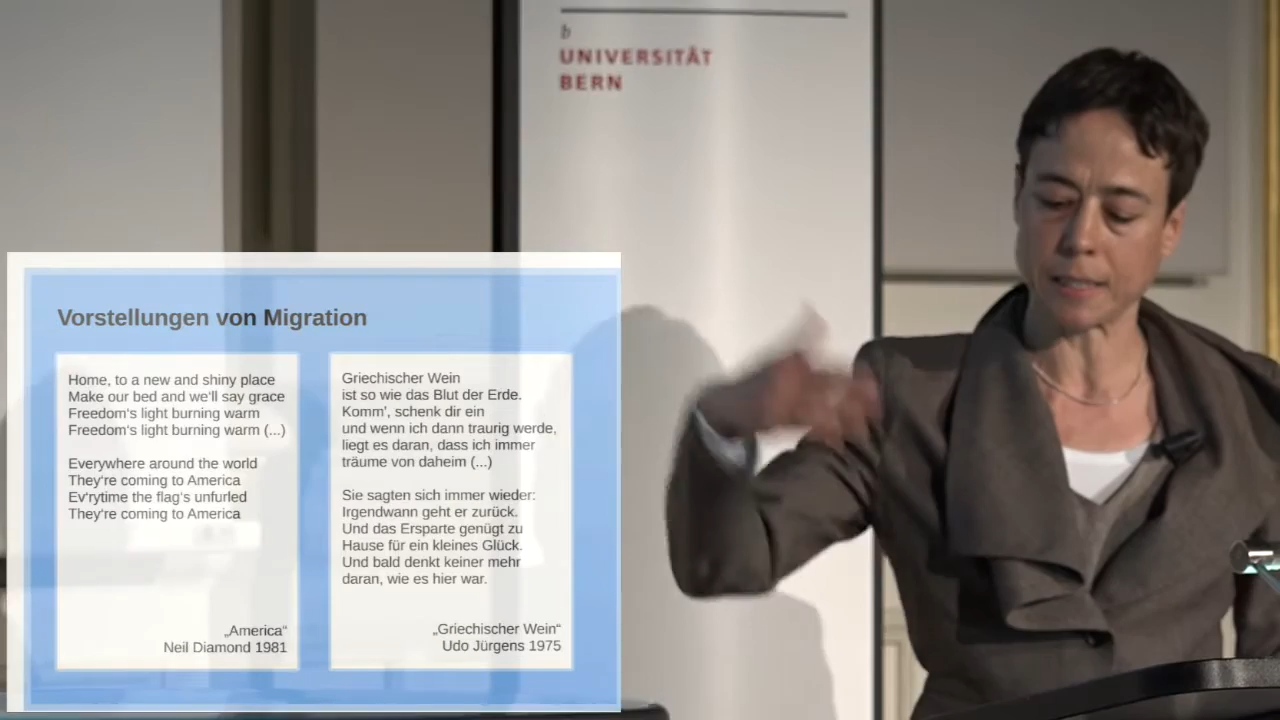 b
UNIVERSITÄT
BERN
Vorstellungen von Migration
Home, to a new and shiny place
Make our bed and we'll say grace
Freedom's light burning warm
Freedom's light burning warm (...)
Everywhere around the world
They're coming to America
Ev'rytime the flag's unfurled
They're coming to America
„America“
Neil Diamond 1981
Griechischer Wein
ist so wie das Blut der Erde.
Komm', schenk dir ein
und wenn ich dann traurig werde,
liegt es daran, dass ich immer
träume von daheim (...)
Sie sagten sich immer wieder:
Irgendwann geht er zurück.
Und das Ersparte genügt zu
Hause für ein kleines Glück.
Und bald denkt keiner mehr
daran, wie es hier war.
„Griechischer Wein“
Udo Jürgens 1975